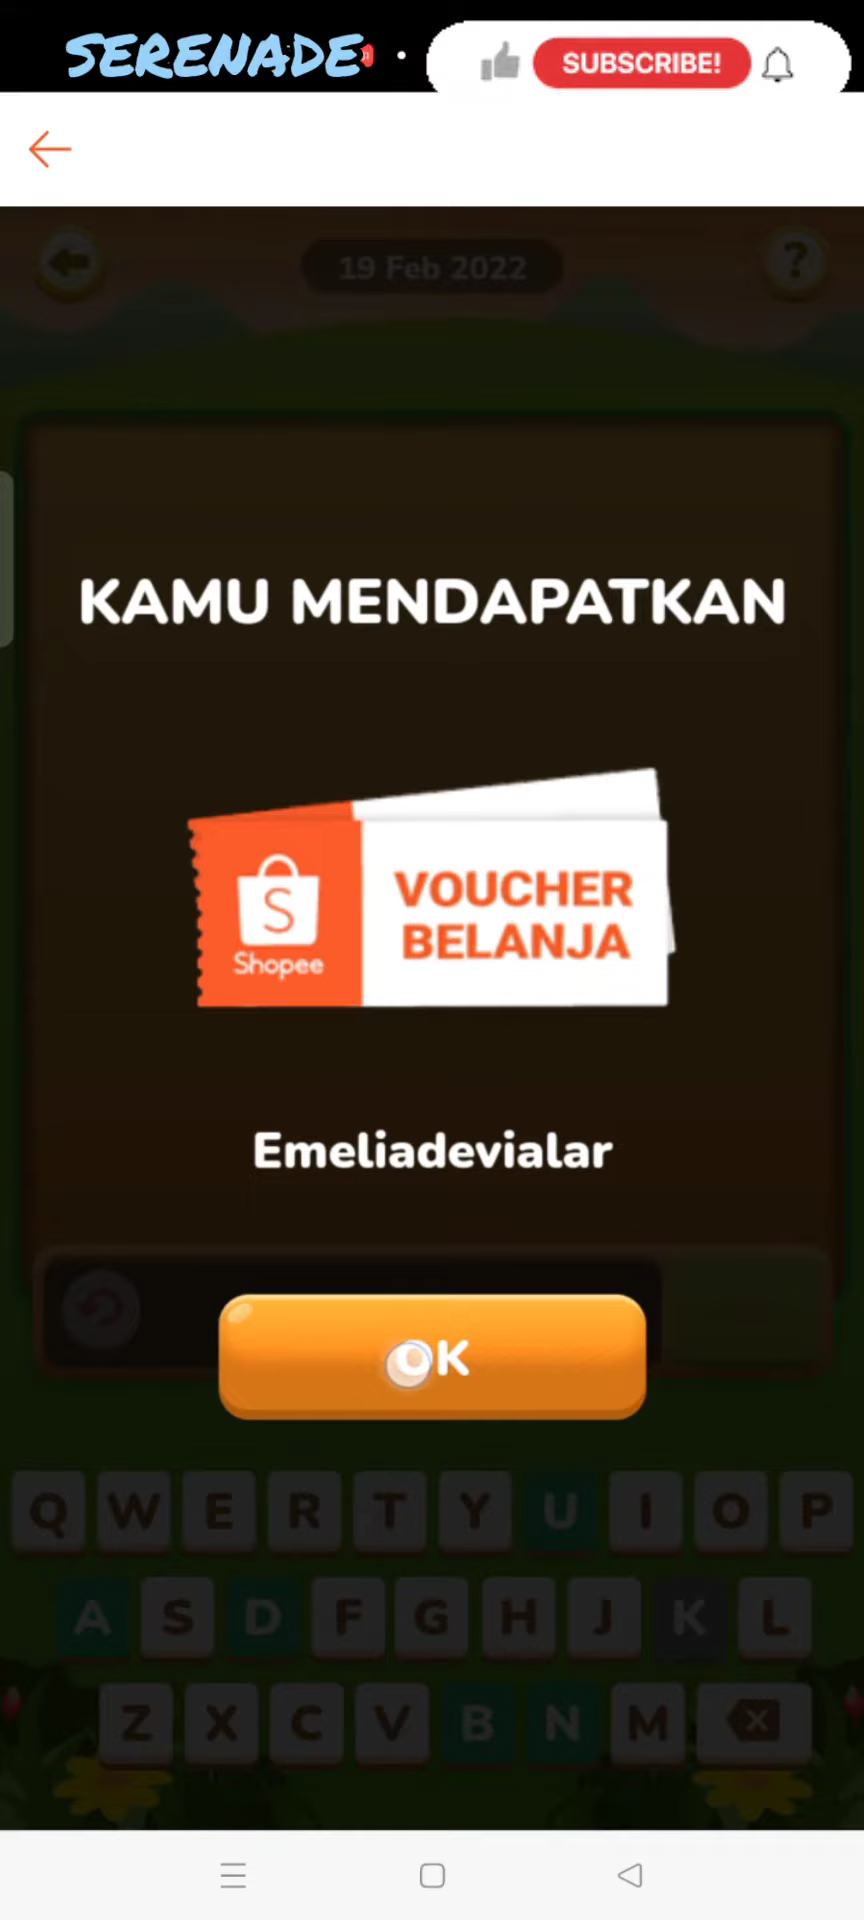 SERENADE
SUBSCRIBE!
19 Feb 2022
?
KAMU MENDAPATKAN
VOUCHER
BELANJA
S
Shopee
Emeliadevialar
OK
Q W E R T Y U I O P
A S D F G H J K L
Z X C V B N M